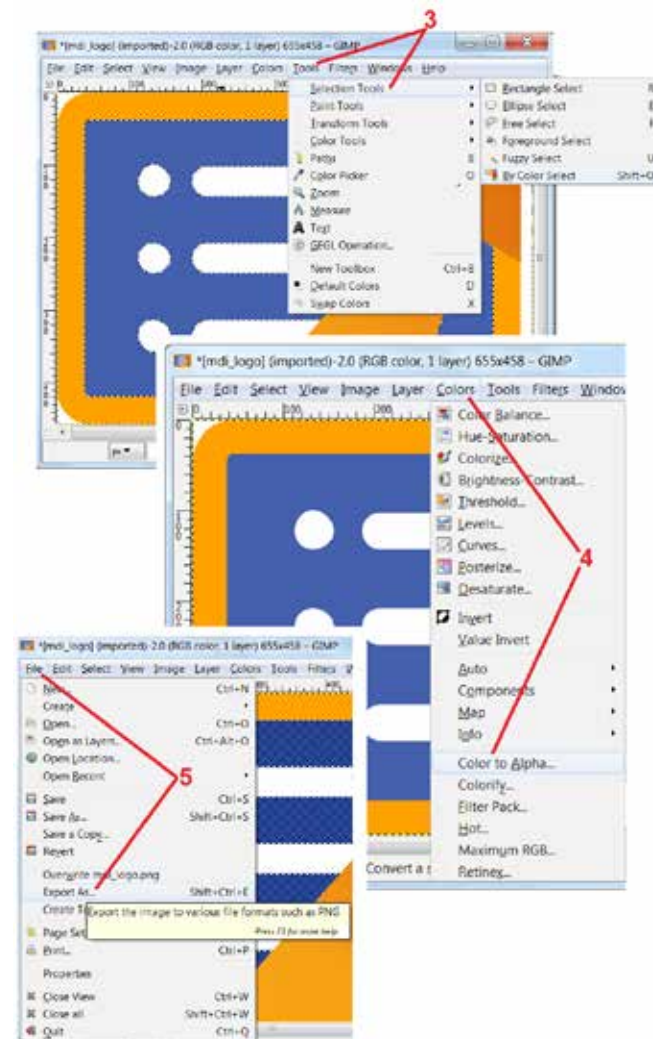 3
*[mdi_logo] (imported)-2.0 (RGB color, 1 layer) 655x458 – GIMP
File Edit Select View Image Layer Colors Tools Filters Windows Help
Selection Tools
Paint Tools
Transform Tools
Color Tools
Paths B
Color Picker O
Zoom
Measure
Text
GEGL Operation...
New Toolbox Ctrl+B
Default Colors D
Swap Colors X
Rectangle Select R
Ellipse Select E
Free Select F
Foreground Select
Fuzzy Select U
By Color Select Shift+O
px
*[mdi_logo] (imported)-2.0 (RGB color, 1 layer) 655x458 – GIMP
File Edit Select View Image Layer Colors Tools Filters Window
0 100 200
Color Balance...
Hue-Saturation...
Colorize...
Brightness-Contrast...
Threshold...
Levels...
Curves...
Posterize...
Desaturate...
Invert
Value Invert
Auto
Components
Map
Info
Color to Alpha...
Colorify...
Filter Pack...
Hot...
Maximum RGB...
Retinex...
4
Convert a s
*[mdi_logo] (imported)-2.0 (RGB color, 1 layer) 655x458 – GIMP
File Edit Select View Image Layer Colors Tools Filters
New... Ctrl+N
Create
Open... Ctrl+O
Open as Layers... Ctrl+Alt+O
Open Location...
Open Recent
Save Ctrl+S
Save As... Shift+Ctrl+S
Save a Copy...
Revert
Overwrite mdi_logo.png
Export As... Shift+Ctrl+E
Create Te
Export the image to various file formats such as PNG
Press F1 for more help
Page Set
Print... Ctrl+P
Properties
Close View Ctrl+W
Close all Shift+Ctrl+W
Quit Ctrl+Q
5